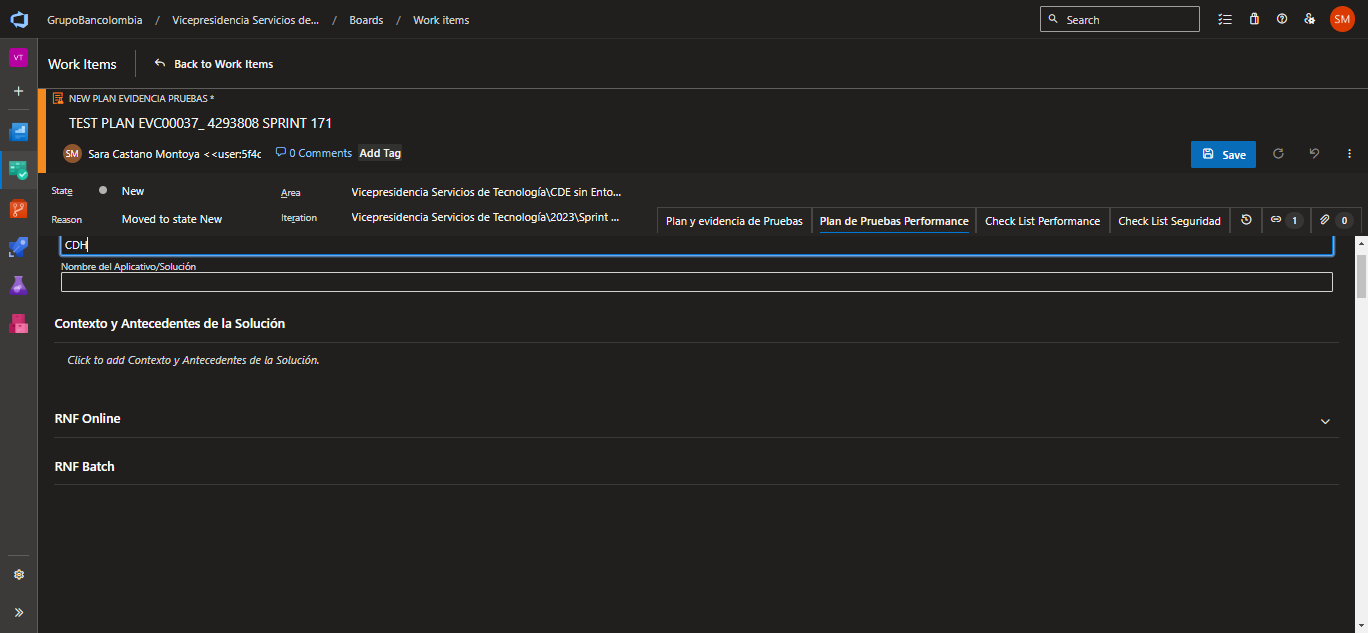 GrupoBancolombia / Vicepresidencia Servicios de... / Boards / Work items
Search
SM
VT
Work Items
Back to Work Items
NEW PLAN EVIDENCIA PRUEBAS *
TEST PLAN EVC00037_ 4293808 SPRINT 171
SM Sara Castano Montoya <<user:5f4c
0 Comments
Add Tag
Save
State
New
Area
Vicepresidencia Servicios de Tecnología\CDE sin Ento...
Reason
Moved to state New
Iteration
Vicepresidencia Servicios de Tecnología\2023\Sprint ...
Plan y evidencia de Pruebas
Plan de Pruebas Performance
Check List Performance
Check List Seguridad
1
0
CDH
Nombre del Aplicativo/Solución
Contexto y Antecedentes de la Solución
Click to add Contexto y Antecedentes de la Solución.
RNF Online
RNF Batch